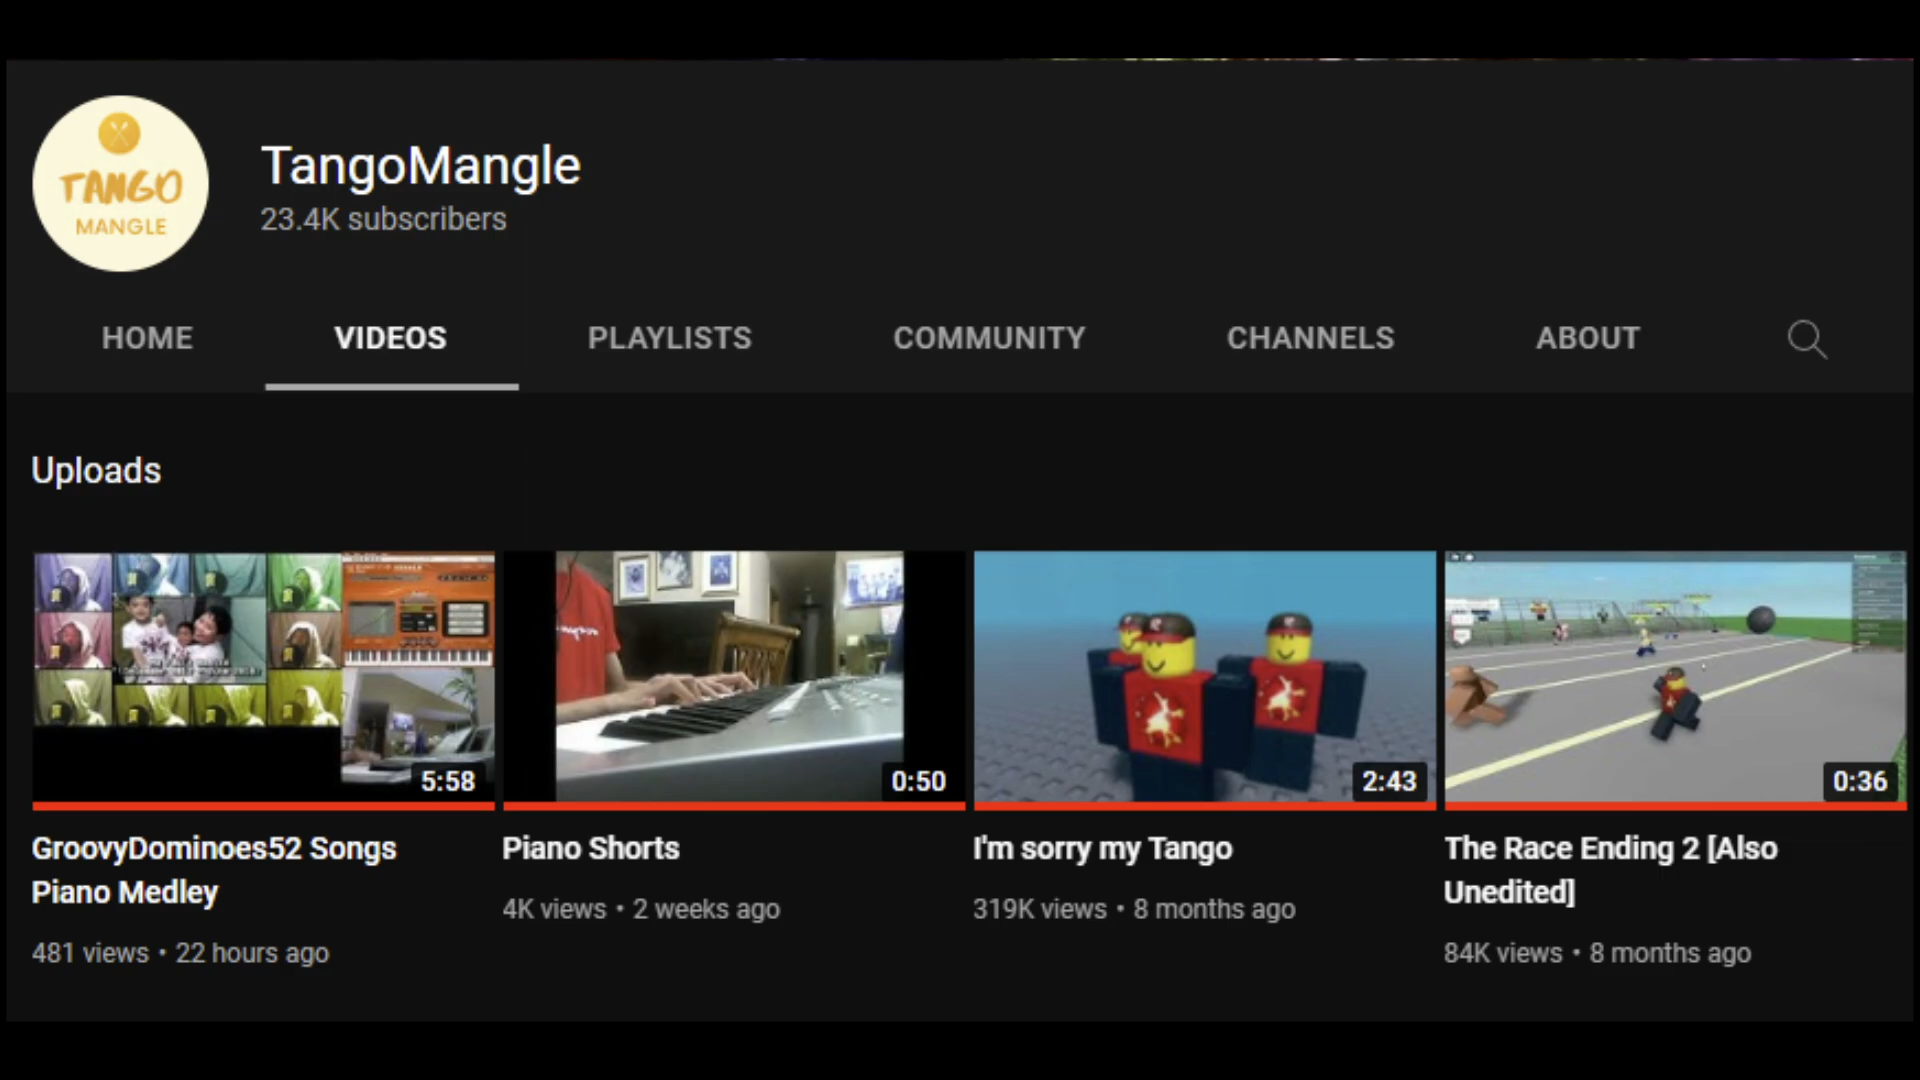 TANGO
MANGLE
TangoMangle
23.4K subscribers
HOME VIDEOS PLAYLISTS COMMUNITY CHANNELS ABOUT
Uploads
5:58
0:50
2:43
0:36
GroovyDominoes52 Songs
Piano Medley
481 views • 22 hours ago
Piano Shorts
4K views • 2 weeks ago
I'm sorry my Tango
319K views • 8 months ago
The Race Ending 2 [Also
Unedited]
84K views • 8 months ago